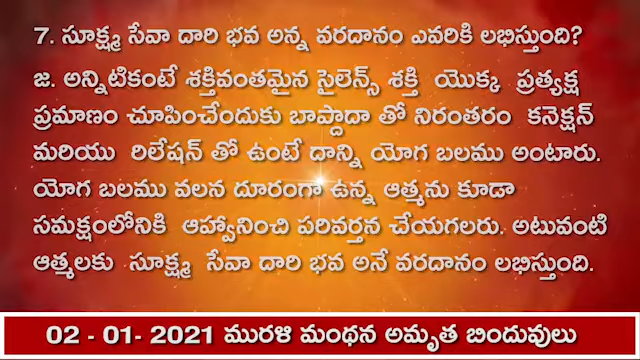 7. సూక్ష్మ సేవా దారి భవ అన్న వరదానం ఎవరికి లభిస్తుంది?
జ. అన్నిటికంటే శక్తివంతమైన సైలెన్స్ శక్తి యొక్క ప్రత్యక్ష
ప్రమాణం చూపించేందుకు బాప్దాదా తో నిరంతరం కనెక్షన్
మరియు రిలేషన్ తో ఉంటే దాన్ని యోగ బలము అంటారు.
యోగ బలము వలన దూరంగా ఉన్న ఆత్మను కూడా
సమక్షంలోనికి ఆహ్వానించి పరివర్తన చేయగలరు. అటువంటి
ఆత్మలకు సూక్ష్మ సేవా దారి భవ అనే వరదానం లభిస్తుంది.
02 - 01- 2021 మురళి మంథన అమృత బిందువులు